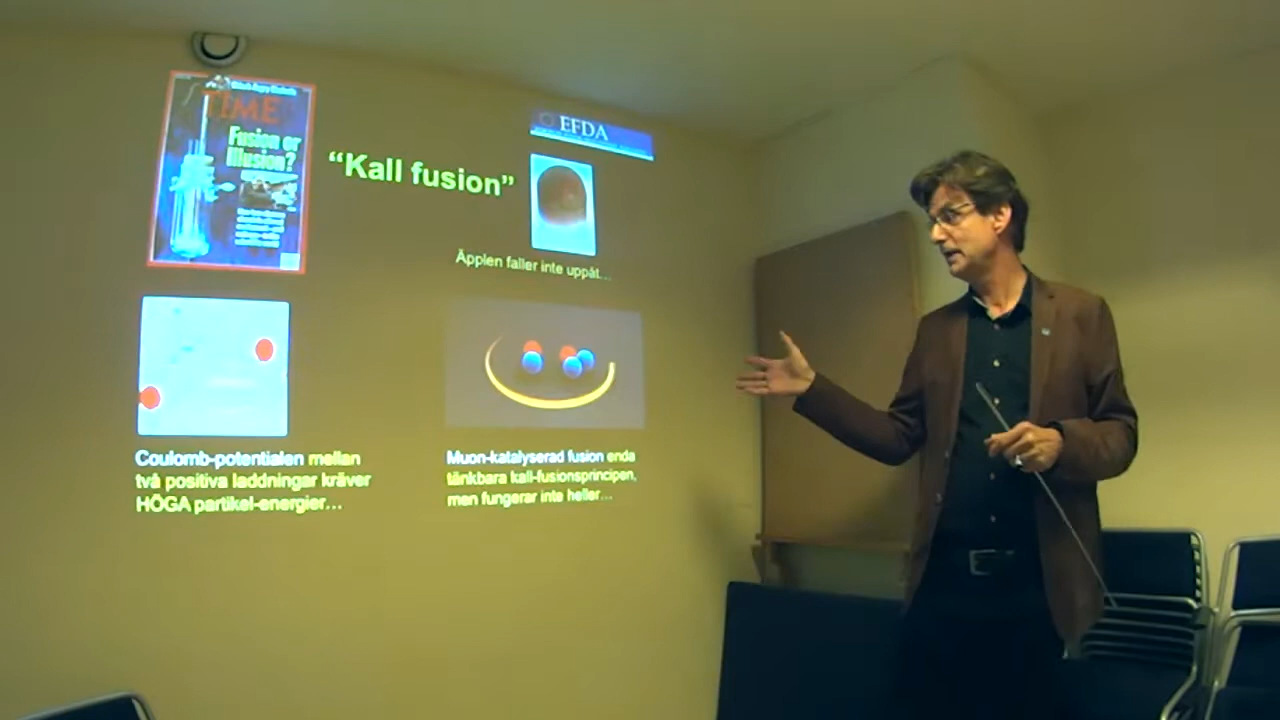 TIME
Fusion or
Illusion?
“Kall fusion”
EFDA
Äpplen faller inte uppåt...
Coulomb-potentialen mellan
två positiva laddningar kräver
HÖGA partikel-energier...
Muon-katalyserad fusion enda
tänkbara kall-fusionsprincipen,
men fungerar inte heller...